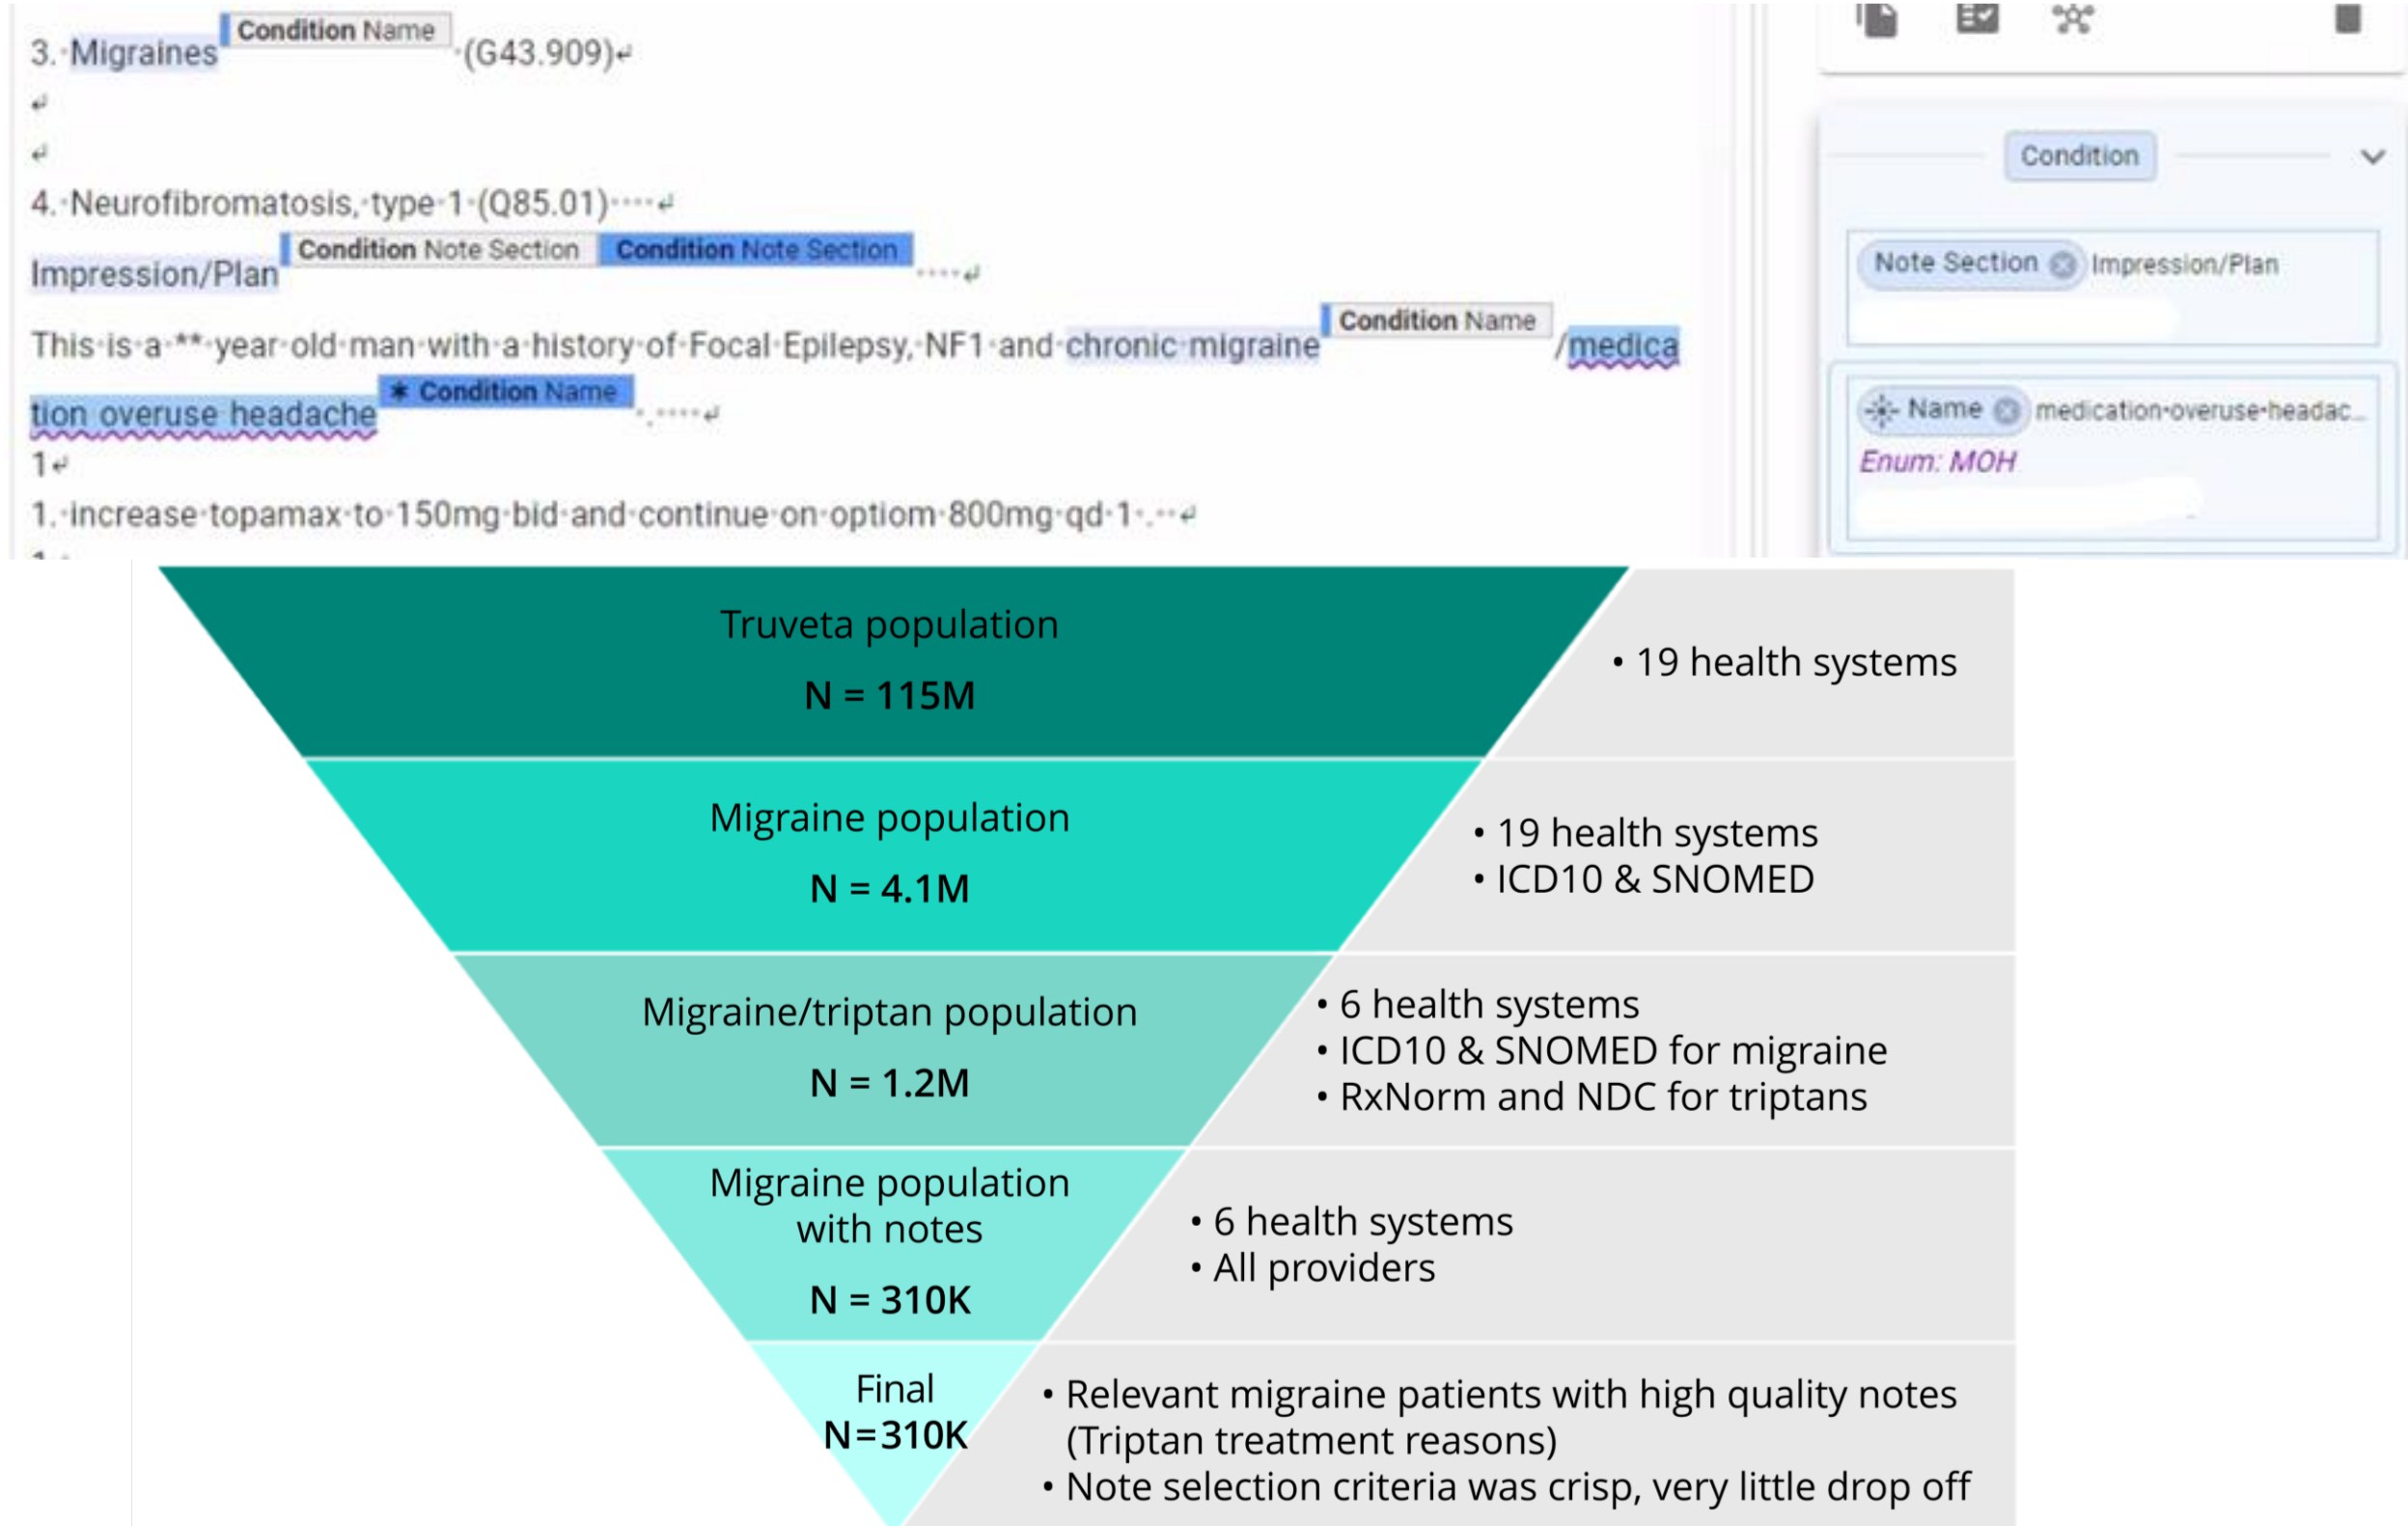 3. Migraines Condition Name (G43.909)
4. Neurofibromatosis, type 1 (Q85.01)
Impression/Plan Condition Note Section Condition Note Section
This is a ** year old man with a history of Focal Epilepsy, NF1 and chronic migraine Condition Name /medica
tion overuse headache * Condition Name .
1
1. increase topamax to 150mg bid and continue on optiom 800mg qd 1 .
Condition
Note Section Impression/Plan
Name medication overuse headac...
Enum: MOH
Truveta population
N = 115M
• 19 health systems
Migraine population
N = 4.1M
• 19 health systems
• ICD10 & SNOMED
Migraine/triptan population
N = 1.2M
• 6 health systems
• ICD10 & SNOMED for migraine
• RxNorm and NDC for triptans
Migraine population
with notes
N = 310K
• 6 health systems
• All providers
Final
N=310K
• Relevant migraine patients with high quality notes
(Triptan treatment reasons)
• Note selection criteria was crisp, very little drop off